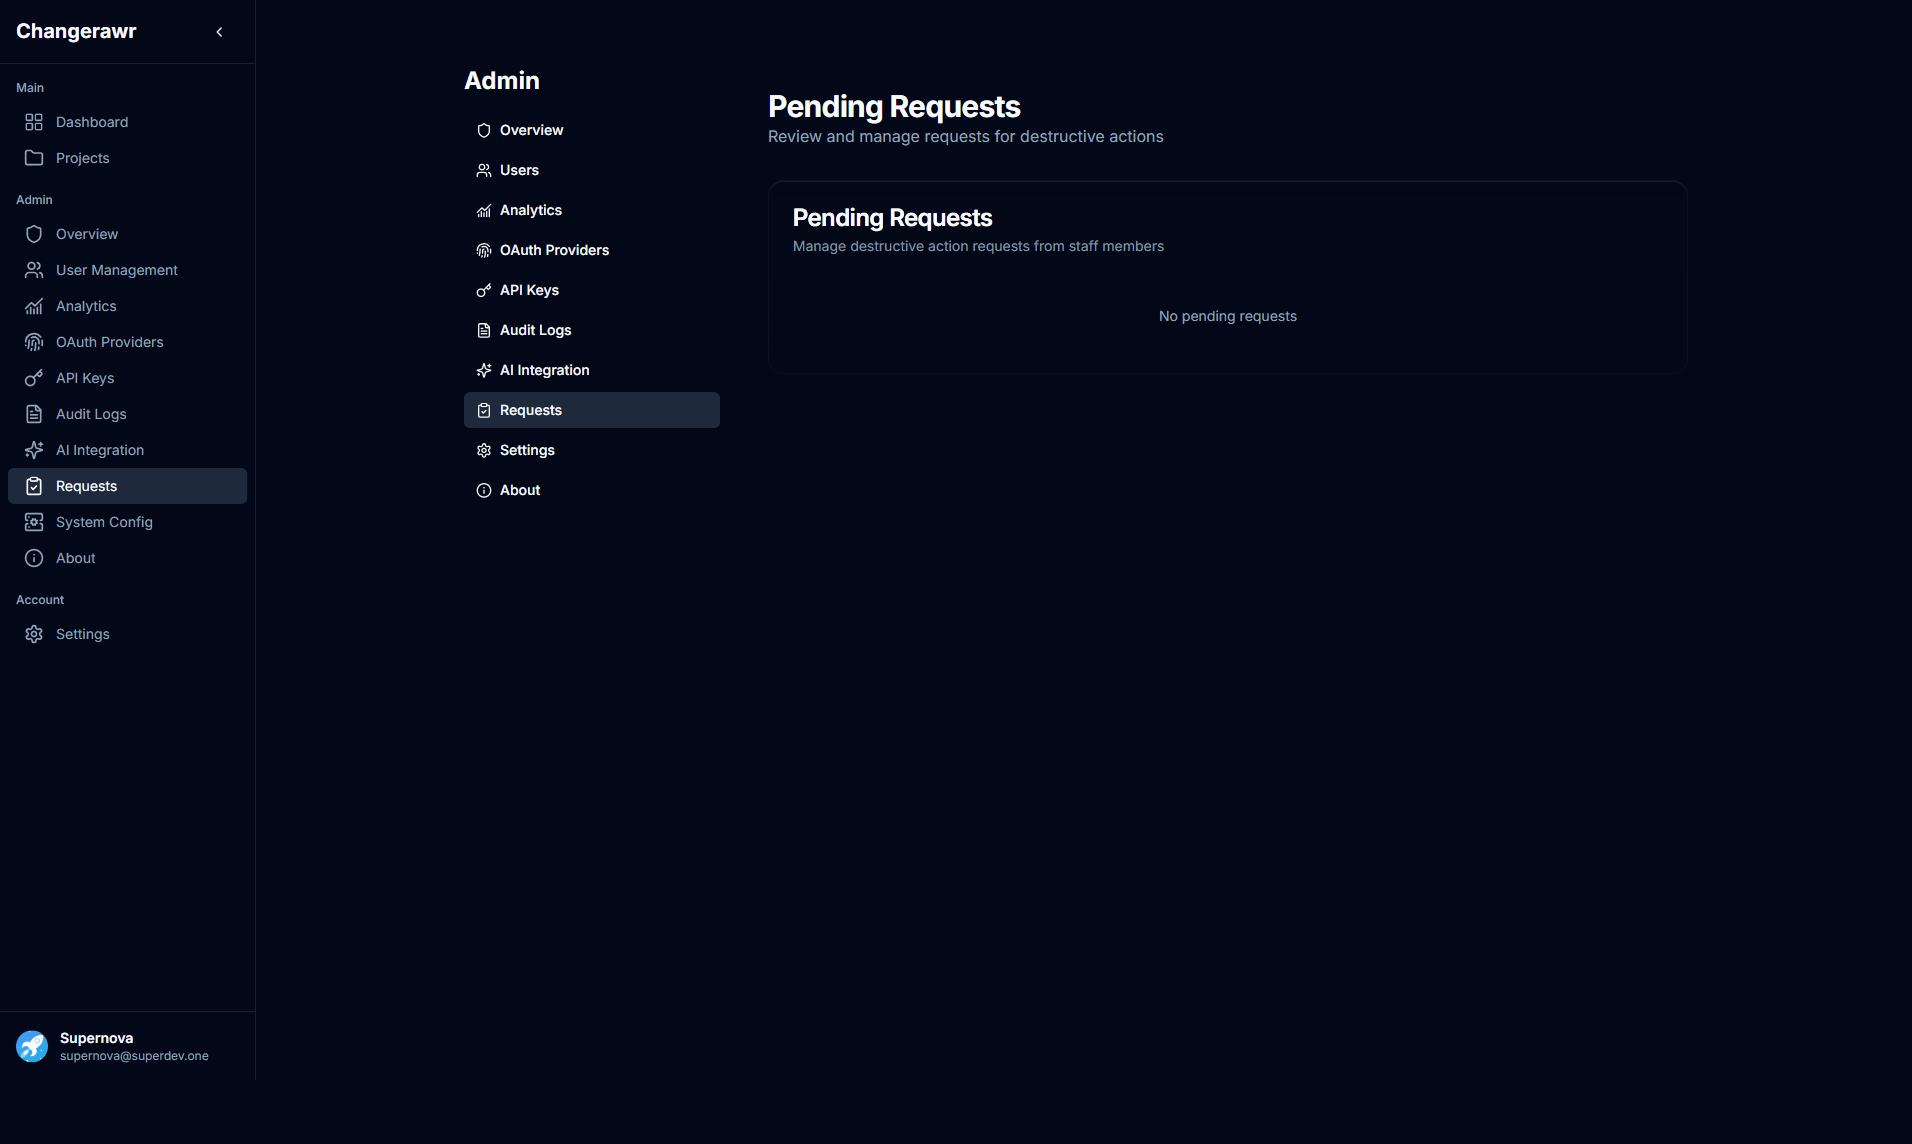 Changerawr
Main
Dashboard
Projects
Admin
Overview
User Management
Analytics
OAuth Providers
API Keys
Audit Logs
AI Integration
Requests
System Config
About
Account
Settings
Supernova
supernova@superdev.one
Admin
Overview
Users
Analytics
OAuth Providers
API Keys
Audit Logs
AI Integration
Requests
Settings
About
Pending Requests
Review and manage requests for destructive actions
Pending Requests
Manage destructive action requests from staff members
No pending requests